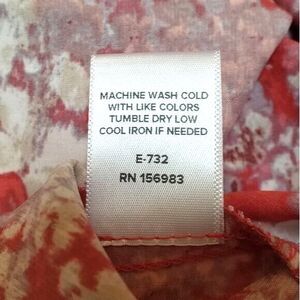 MACHINE WASH COLD
WITH LIKE COLORS
TUMBLE DRY LOW
COOL IRON IF NEEDED
E-732
RN 156983